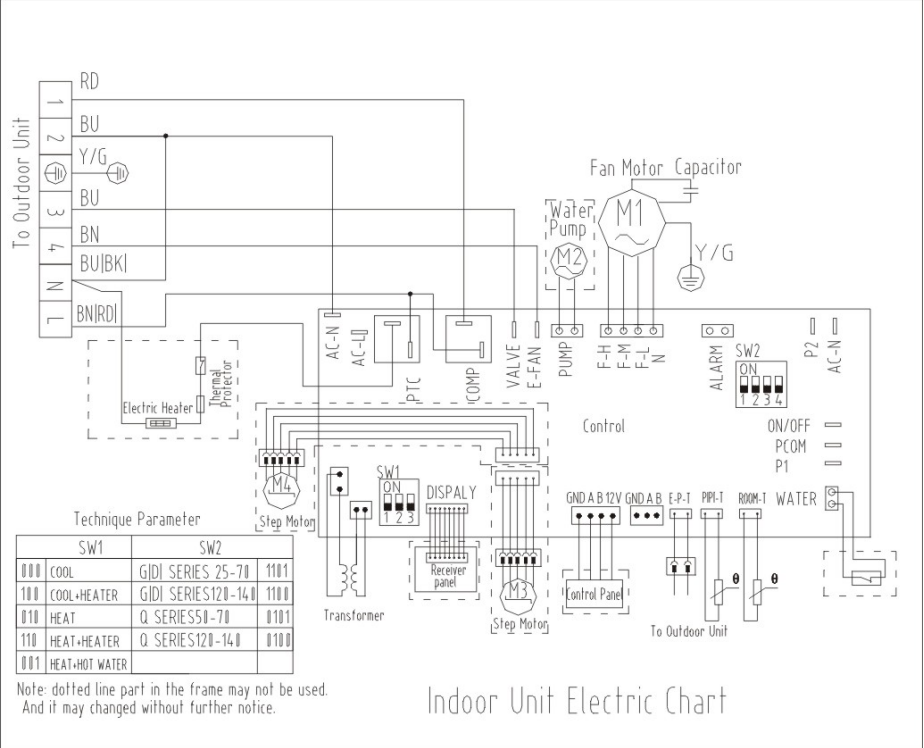 RD
1
BU
2
Y/G
BU
3
BN
4
BU|BK|
N
BN|RD|
L
To Outdoor Unit
Fan Motor Capacitor
M1
Y/G
Water
Pump
M2
AC-N
AC-L
PTC
COMP
VALVE
E-FAN
PUMP
F-H
F-M
F-L
N
ALARM
SW2
ON
1 2 3 4
P2
AC-N
Thermal
Protector
Electric Heater
Control
ON/OFF
PCOM
P1
WATER
M4
Step Motor
SW1
ON
1 2 3
DISPALY
Receiver
panel
Transformer
M3
Step Motor
GND A B 12V
GND A B
E-P-T
PIPI-T
ROOM-T
Control Panel
θ
θ
To Outdoor Unit
Technique Parameter
SW1 SW2
000 COOL G|D| SERIES 25-70 1101
100 COOL+HEATER G|D| SERIES120-140 1100
010 HEAT Q SERIES50-70 0101
110 HEAT+HEATER Q SERIES120-140 0100
001 HEAT+HOT WATER
Note: dotted line part in the frame may not be used.
And it may changed without further notice.
Indoor Unit Electric Chart